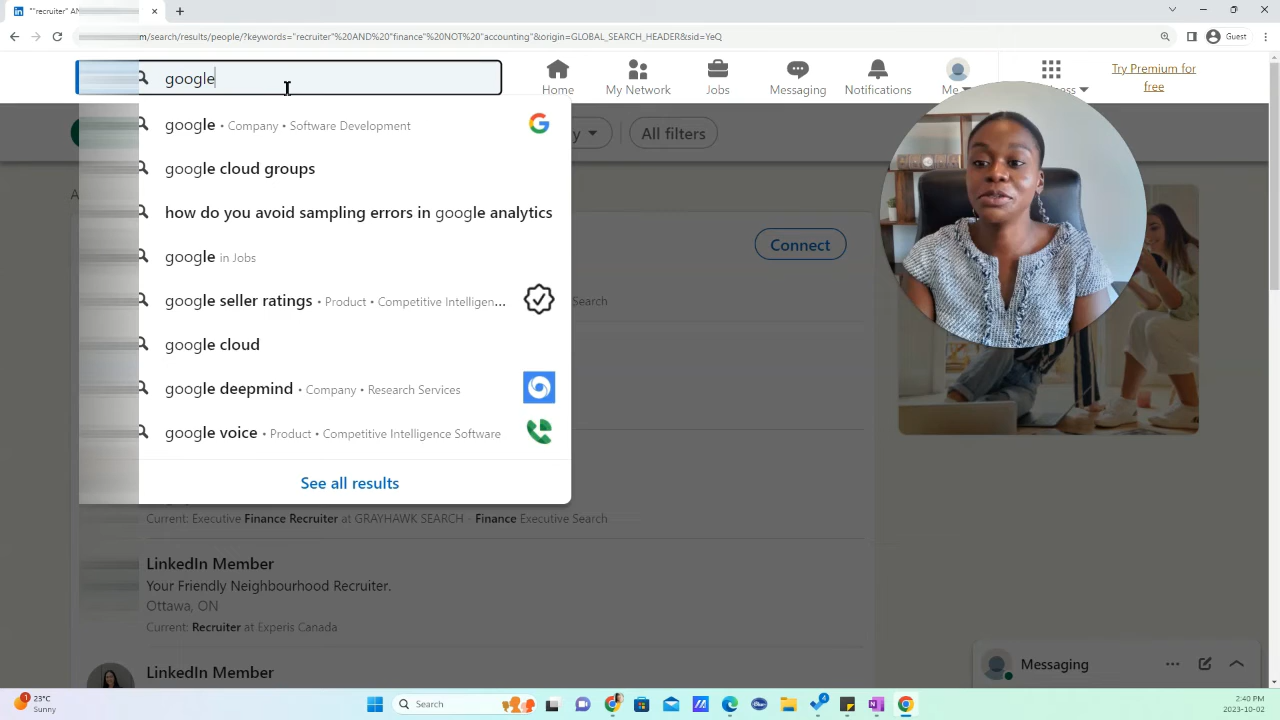 "recruiter" AN
m/search/results/people/?keywords="recruiter"%20AND%20"finance"%20NOT%20"accounting"&origin=GLOBAL_SEARCH_HEADER&sid=YeQ
Guest
google
Home
My Network
Jobs
Messaging
Notifications
Me
ness
Try Premium for
free
google • Company • Software Development
y
All filters
google cloud groups
A
how do you avoid sampling errors in google analytics
Connect
google in Jobs
google seller ratings • Product • Competitive Intelligen...
Search
google cloud
google deepmind • Company • Research Services
google voice • Product • Competitive Intelligence Software
See all results
Current: Executive Finance Recruiter at GRAYHAWK SEARCH - Finance Executive Search
LinkedIn Member
Your Friendly Neighbourhood Recruiter.
Ottawa, ON
Current: Recruiter at Experis Canada
Messaging
LinkedIn Member
23°C
Sunny
Search
2:40 PM
2023-10-02